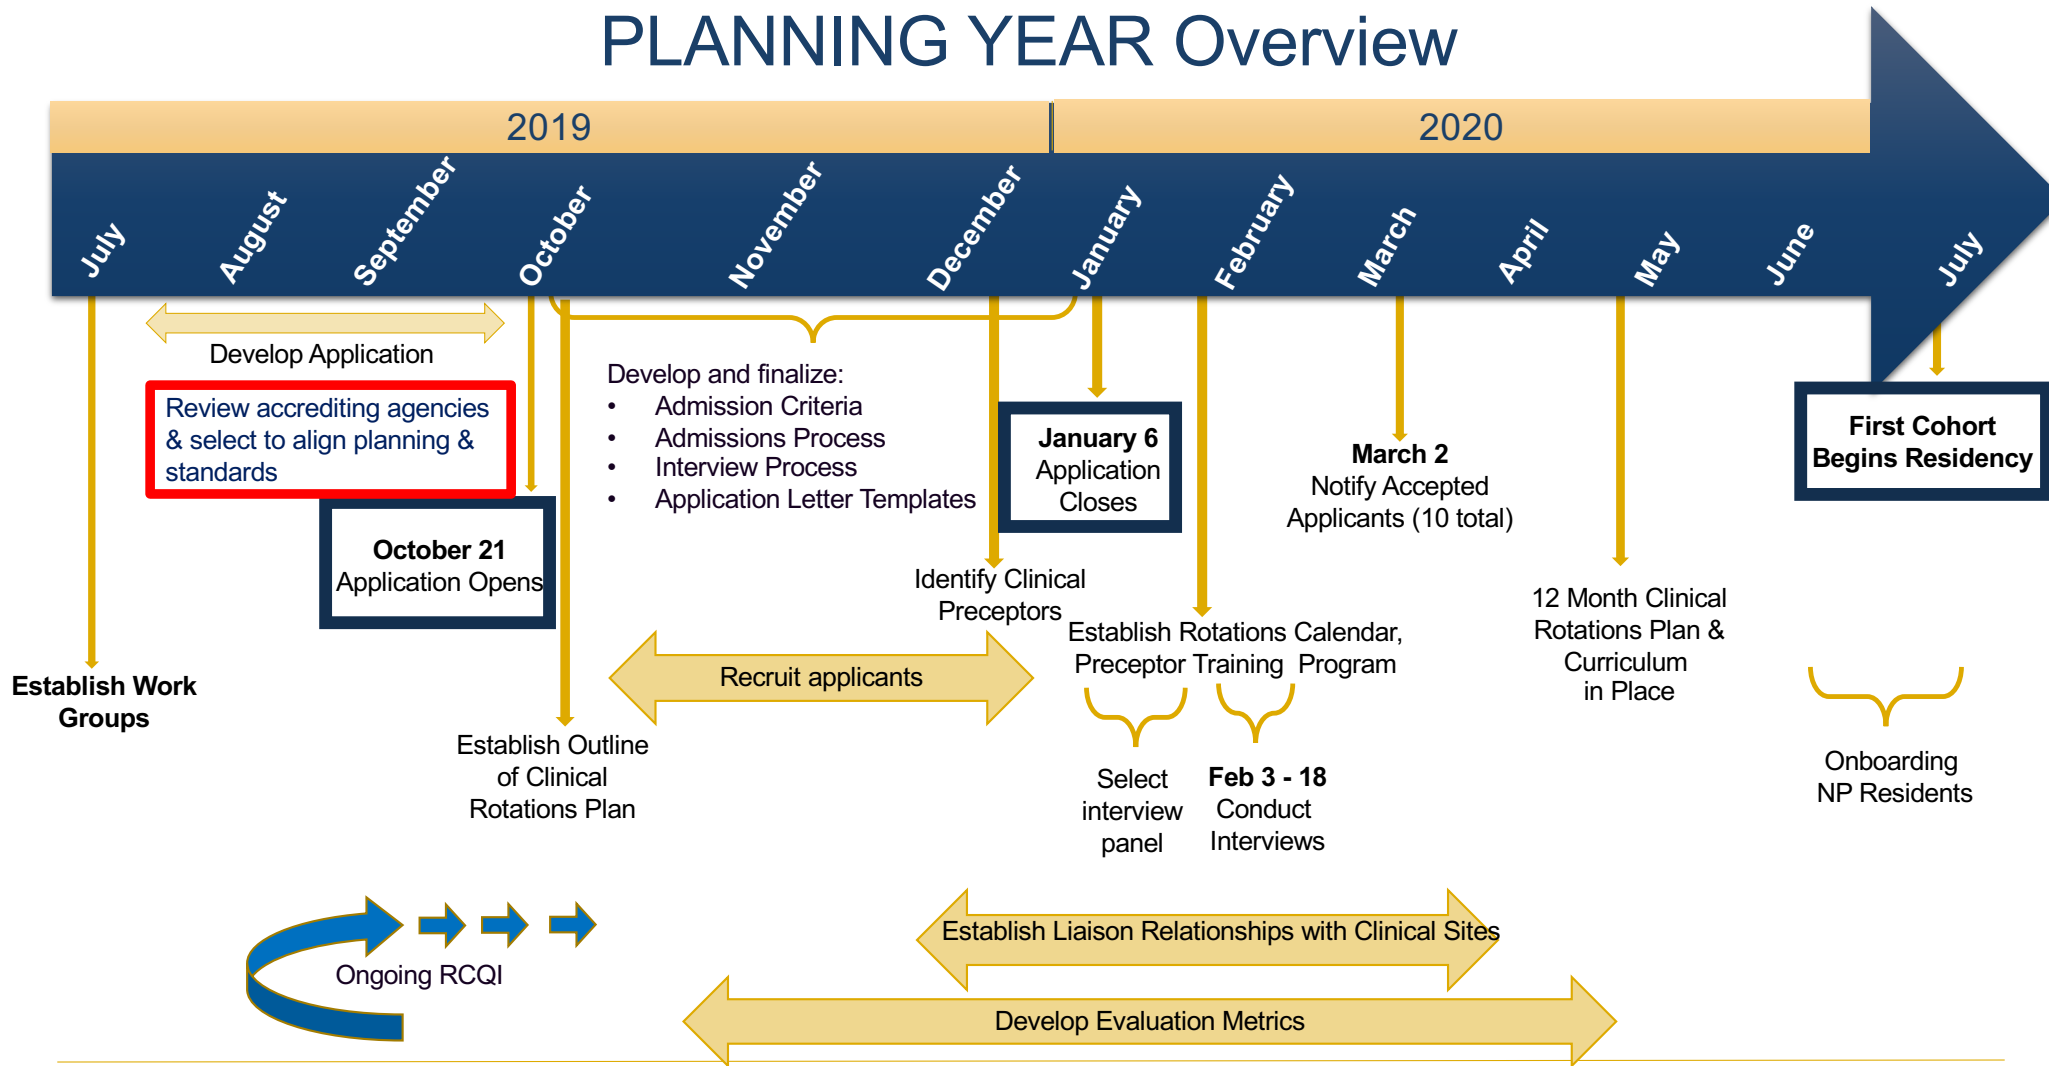 PLANNING YEAR Overview
2019
2020
July
August
September
October
November
December
January
February
March
April
May
June
July
Develop Application
Review accrediting agencies
& select to align planning &
standards
October 21
Application Opens
Establish Work
Groups
Establish Outline
of Clinical
Rotations Plan
Develop and finalize:
• Admission Criteria
• Admissions Process
• Interview Process
• Application Letter Templates
Identify Clinical
Preceptors
Recruit applicants
January 6
Application
Closes
Establish Rotations Calendar,
Preceptor Training Program
Select
interview
panel
Feb 3 - 18
Conduct
Interviews
March 2
Notify Accepted
Applicants (10 total)
12 Month Clinical
Rotations Plan &
Curriculum
in Place
First Cohort
Begins Residency
Onboarding
NP Residents
Ongoing RCQI
Establish Liaison Relationships with Clinical Sites
Develop Evaluation Metrics